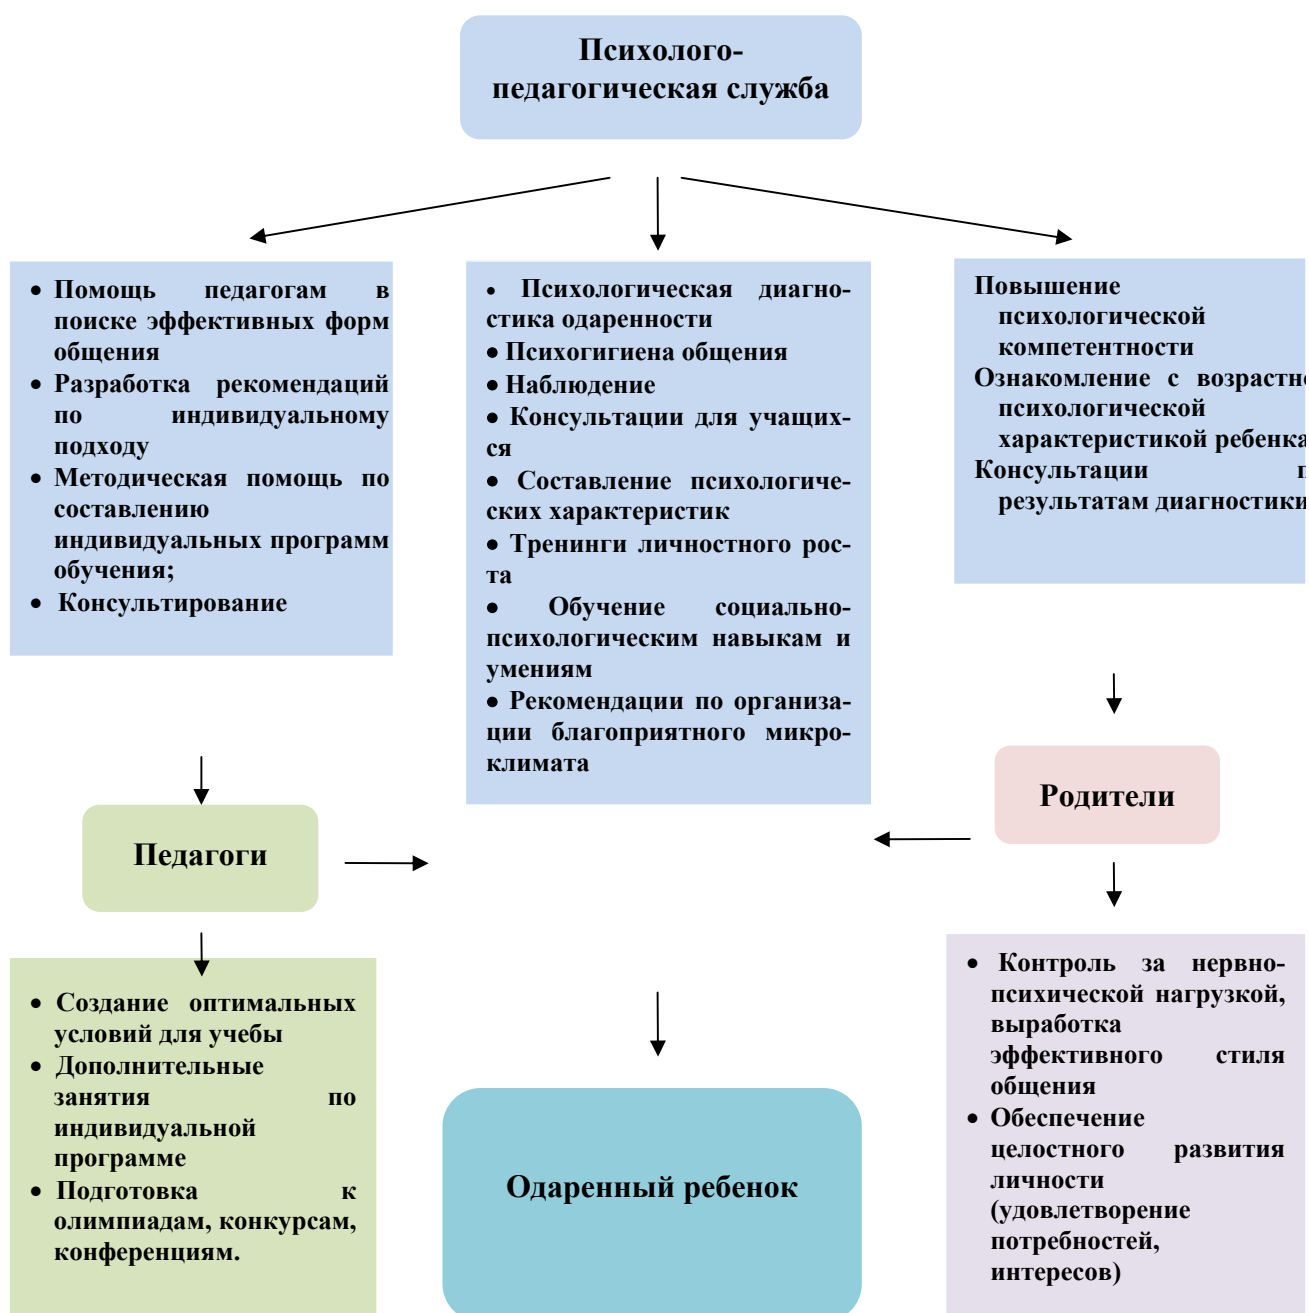 Психолого-
педагогическая служба
• Помощь педагогам в
поиске эффективных форм
общения
• Разработка рекомендаций
по индивидуальному
подходу
• Методическая помощь по
составлению
индивидуальных программ
обучения;
• Консультирование
• Психологическая диагно-
стика одаренности
• Психогигиена общения
• Наблюдение
• Консультации для учащих-
ся
• Составление психологиче-
ских характеристик
• Тренинги личностного рос-
та
• Обучение социально-
психологическим навыкам и
умениям
• Рекомендации по организа-
ции благоприятного микро-
климата
Повышение
психологической
компетентности
Ознакомление с
психологической
характеристикой ребенка
Консультации
результатам диагностики
Педагоги
Родители
• Создание оптимальных
условий для учебы
• Дополнительные
занятия по
индивидуальной
программе
• Подготовка к
олимпиадам, конкурсам,
конференциям.
Одаренный ребенок
• Контроль за нервно-
психической нагрузкой,
выработка
эффективного стиля
общения
• Обеспечение
целостного развития
личности
(удовлетворение
потребностей,
интересов)